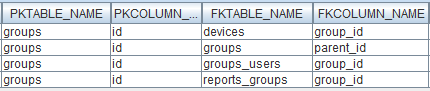 PKTABLE_NAME PKCOLUMN_... FKTABLE_NAME FKCOLUMN_NAME
groups id devices group_id
groups id groups parent_id
groups id groups_users group_id
groups id reports_groups group_id